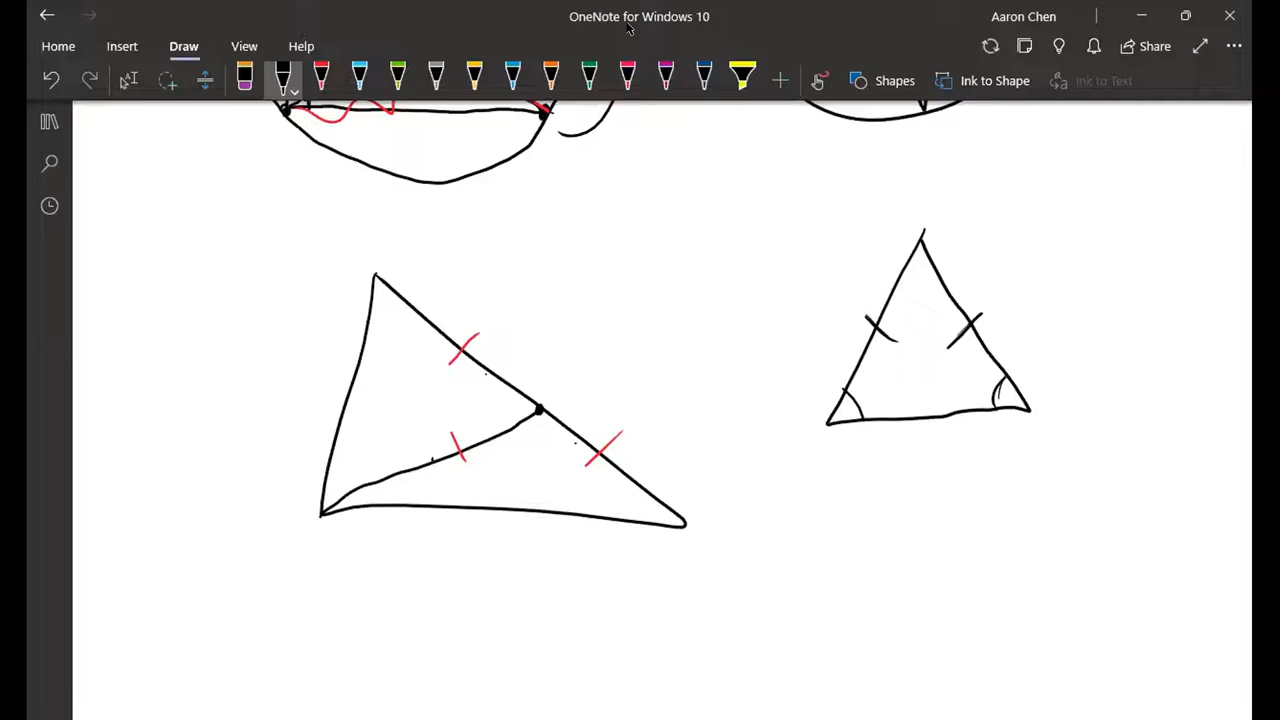 OneNote for Windows 10
Aaron Chen
Home Insert Draw View Help
Share
Shapes Ink to Shape Ink to Text